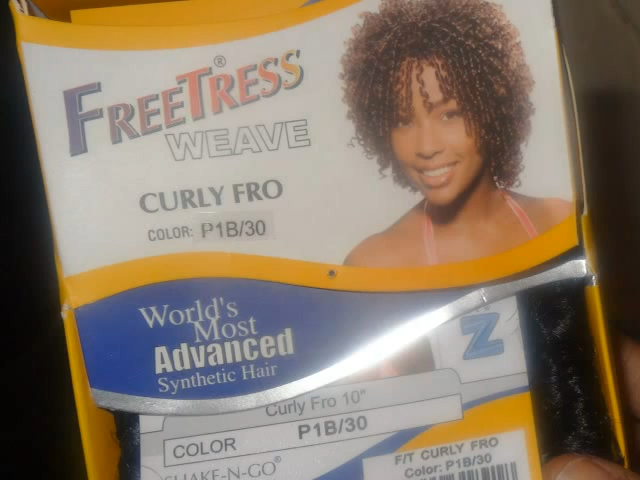 FREETRESS®
WEAVE
CURLY FRO
COLOR: P1B/30
World's
Most
Advanced
Synthetic Hair
Z
Curly Fro 10"
COLOR P1B/30
SHAKE-N-GO®
F/T CURLY FRO
Color: P1B/30